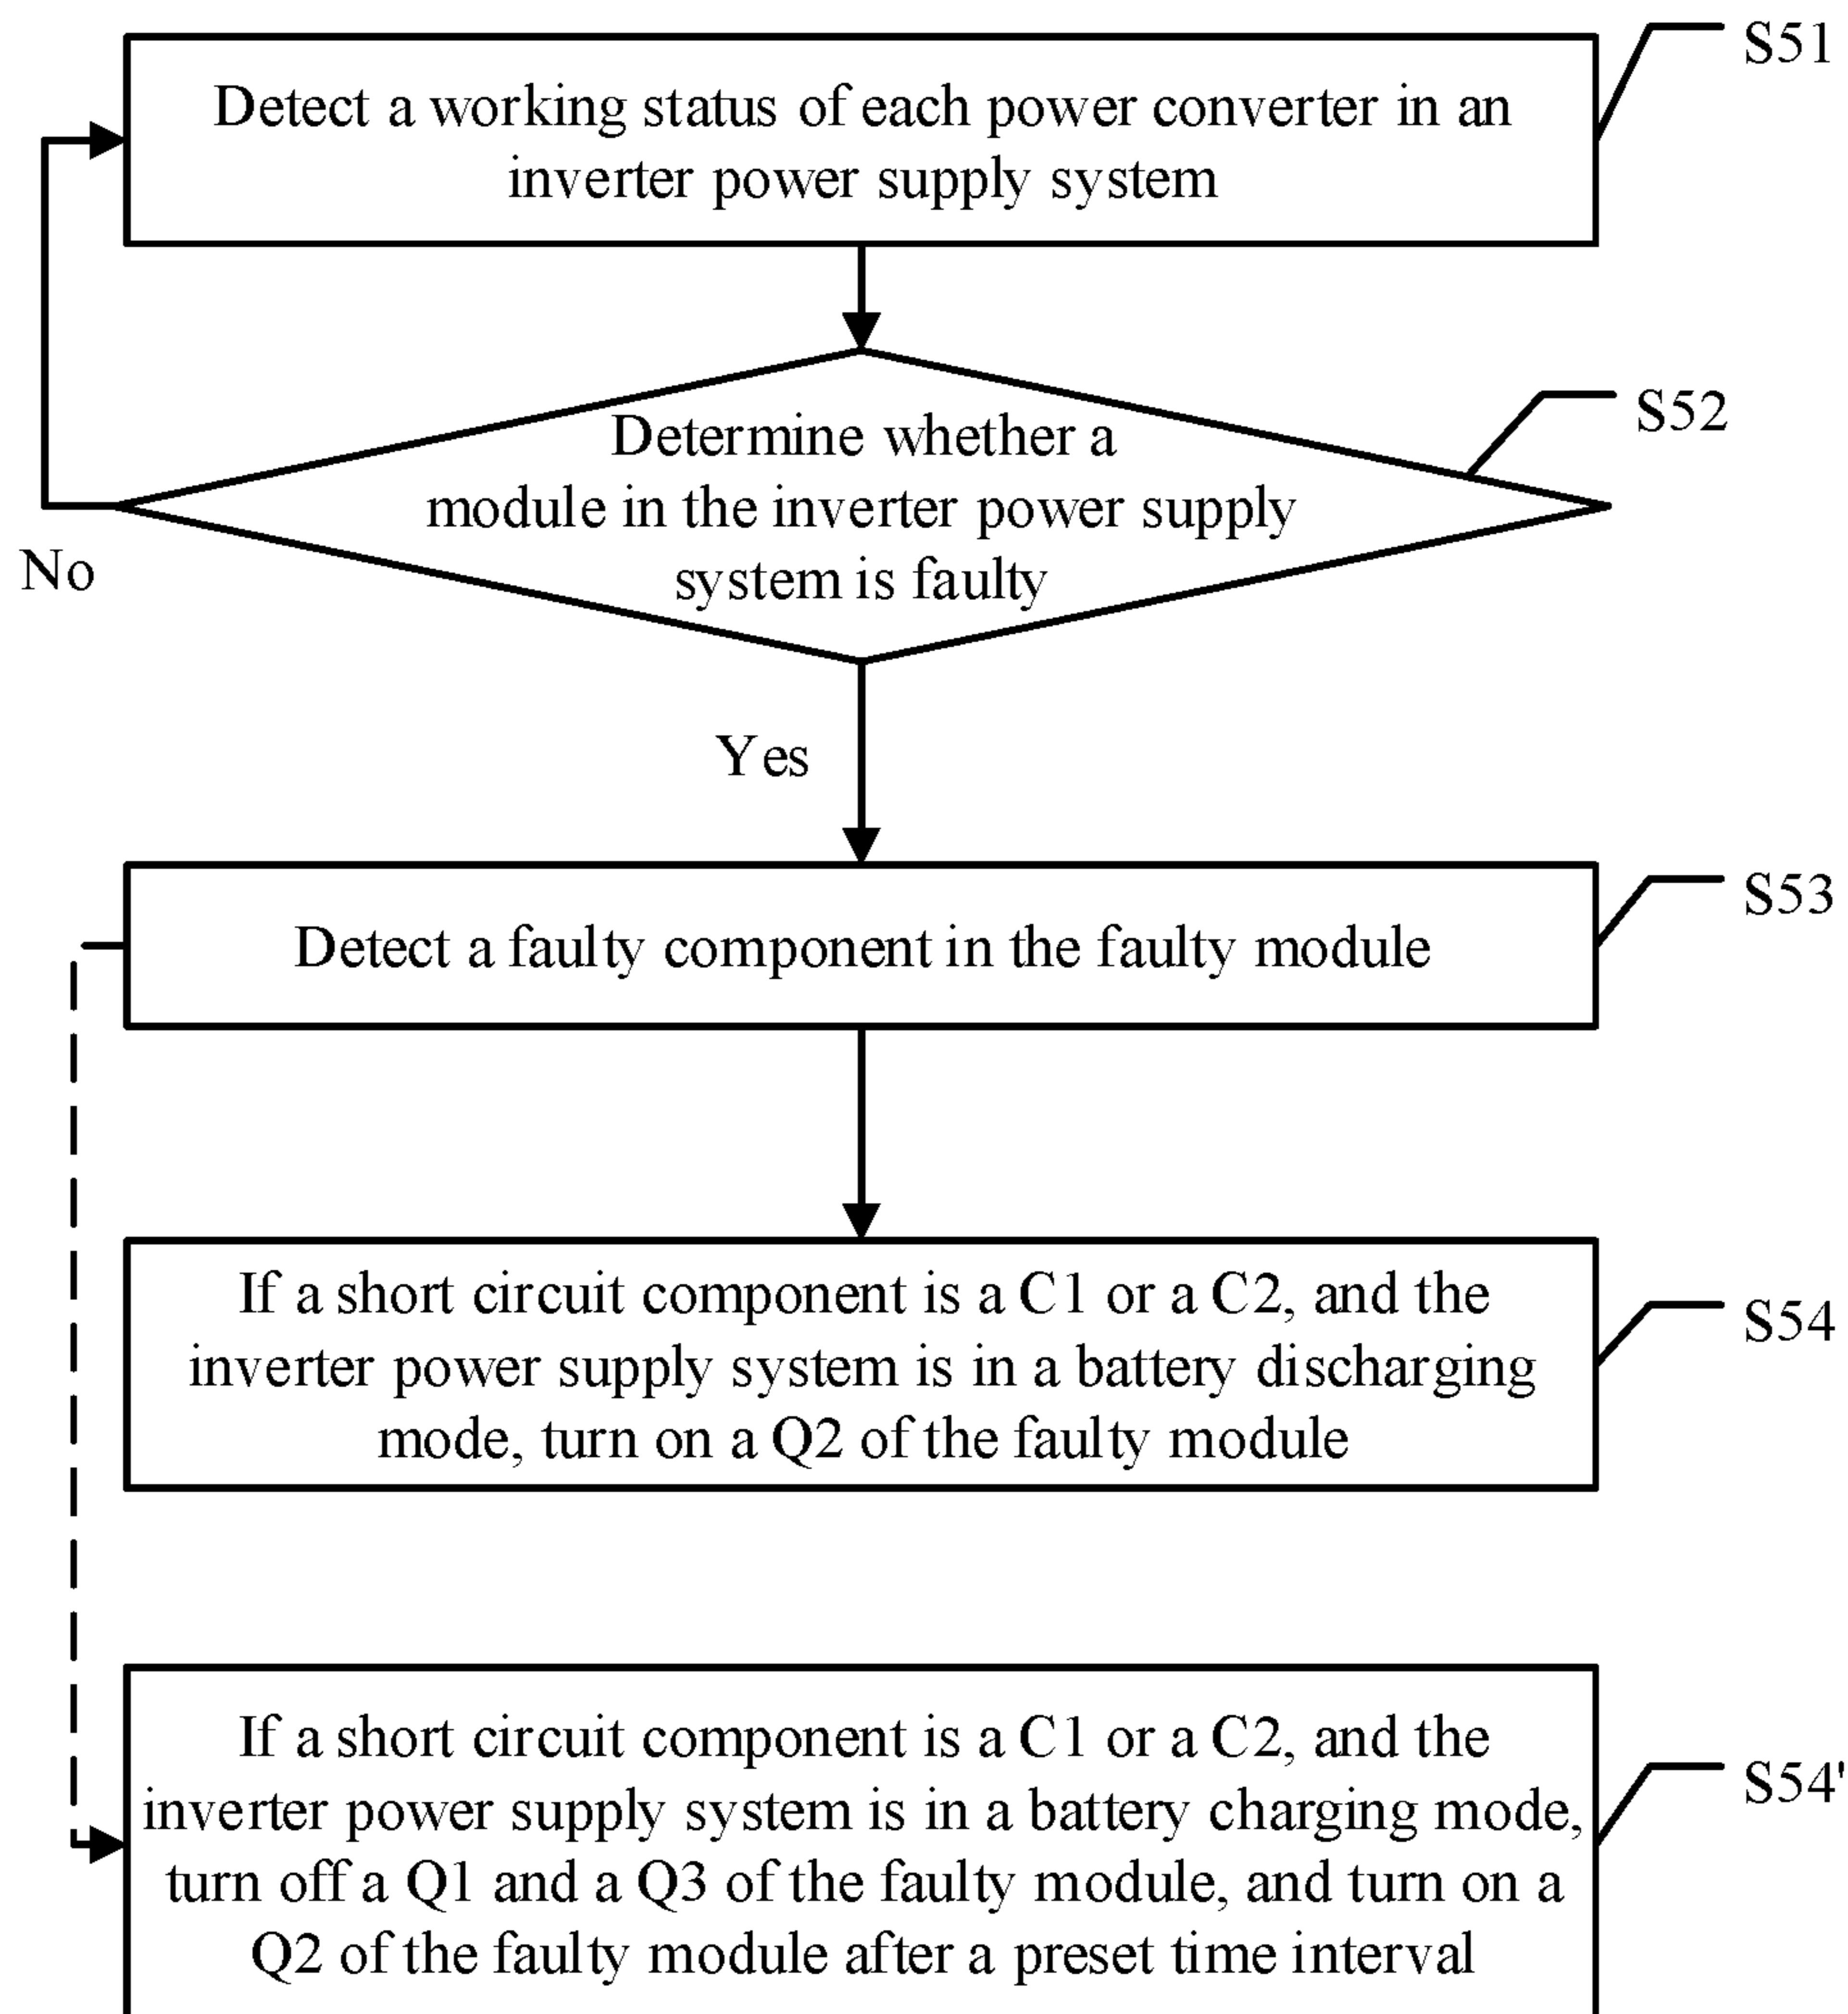 S51
Detect a working status of each power converter in an
inverter power supply system
S52
Determine whether a
module in the inverter power supply
system is faulty
No
Yes
S53
Detect a faulty component in the faulty module
S54
If a short circuit component is a C1 or a C2, and the
inverter power supply system is in a battery discharging
mode, turn on a Q2 of the faulty module
S54'
If a short circuit component is a C1 or a C2, and the
inverter power supply system is in a battery charging mode,
turn off a Q1 and a Q3 of the faulty module, and turn on a
Q2 of the faulty module after a preset time interval